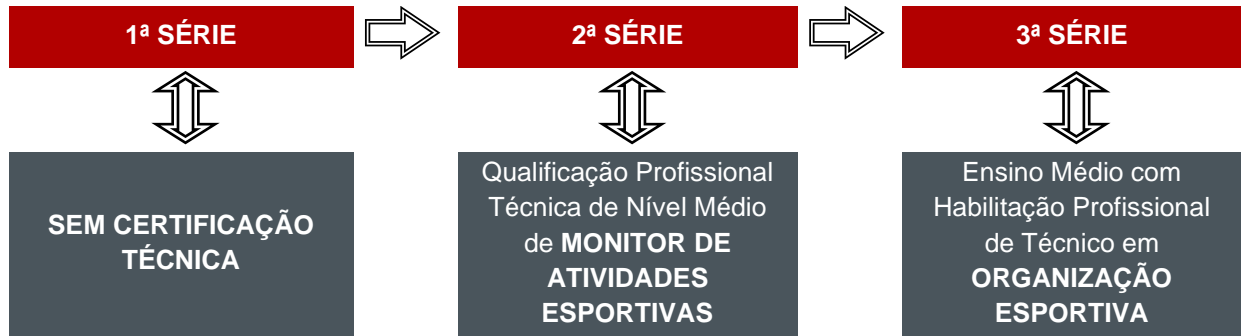 1ª SÉRIE
2ª SÉRIE
3ª SÉRIE
SEM CERTIFICAÇÃO
TÉCNICA
Qualificação Profissional
Técnica de Nível Médio
de MONITOR DE
ATIVIDADES
ESPORTIVAS
Ensino Médio com
Habilitação Profissional
de Técnico em
ORGANIZAÇÃO
ESPORTIVA